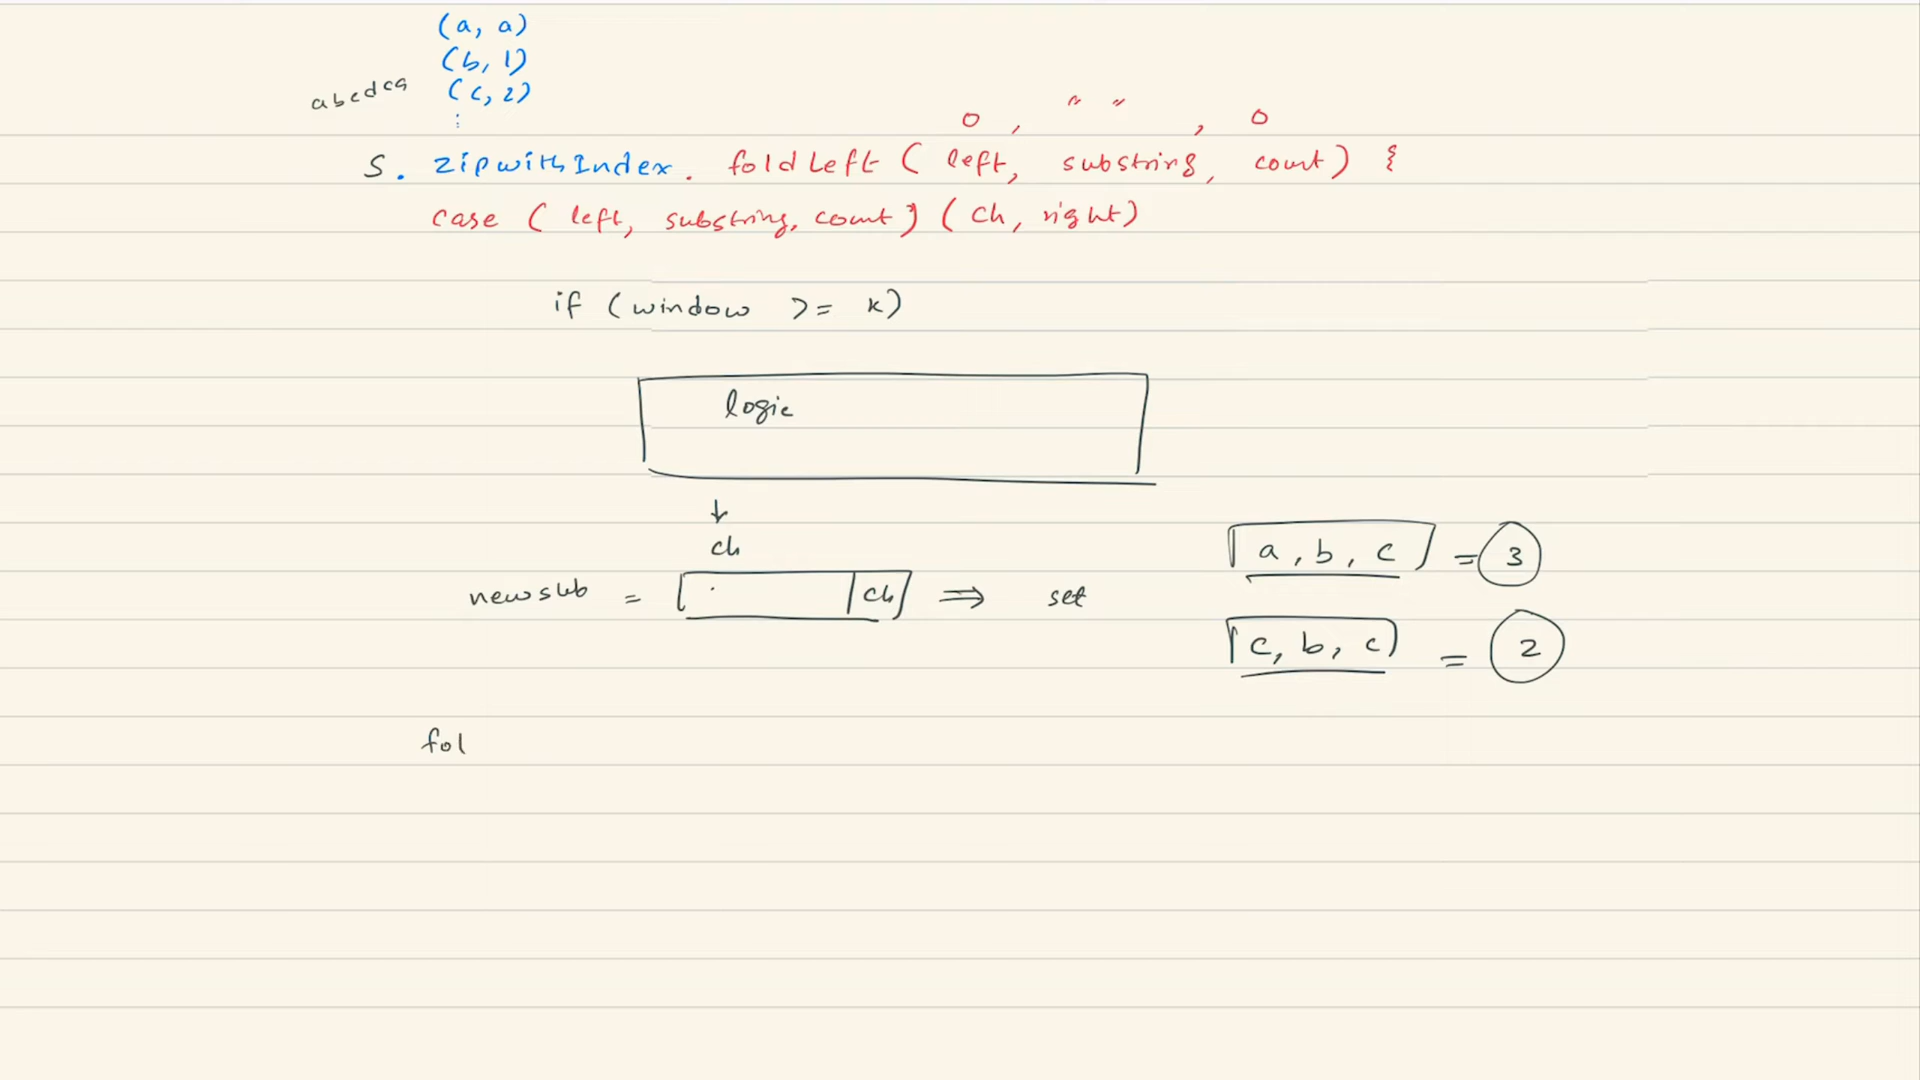 (a, a)
(b, 1)
abcdca (c, 2)
:
0 , " " , 0
S. zipwithIndex. foldLeft ( left, substring, count) {
case ( left, substring, count) (ch, right)
if (window >= k)
logic
↓
ch
[a, b, c] = 3
newsub = [. |ch] ⇒ set
[c, b, c] = 2
fol